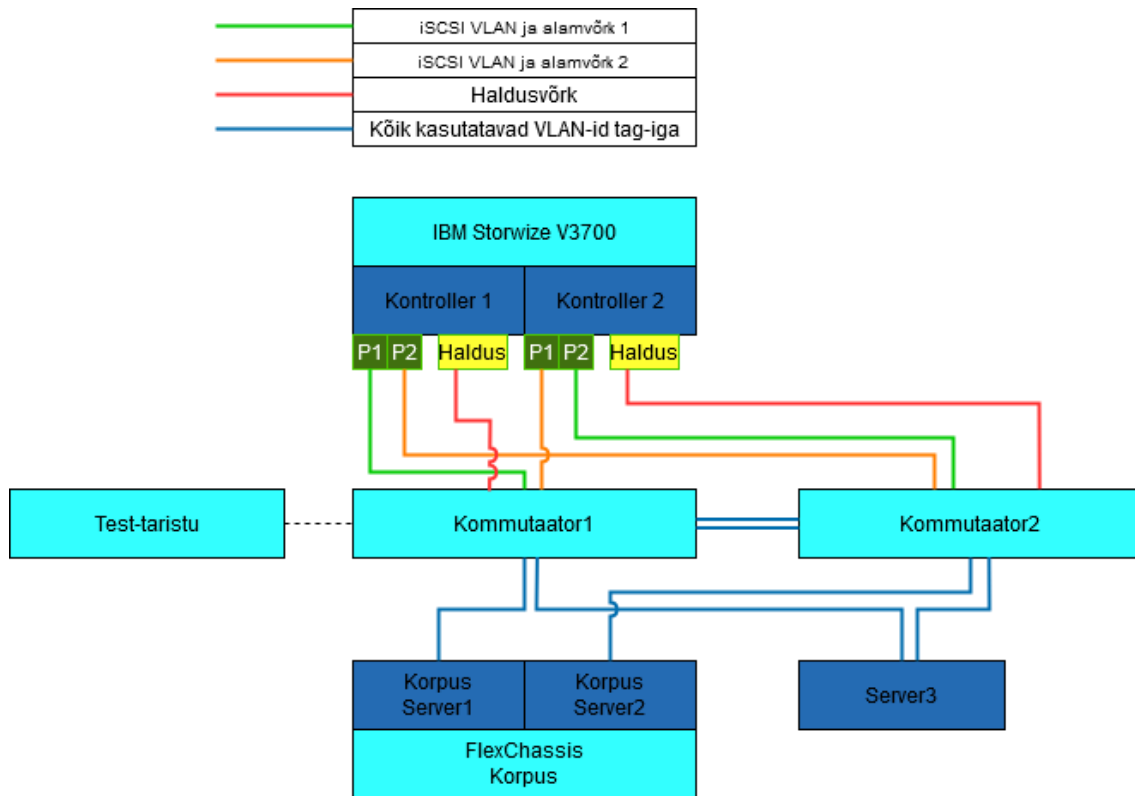 iSCSI VLAN ja alamvõrk 1
iSCSI VLAN ja alamvõrk 2
Haldusvõrk
Kõik kasutatavad VLAN-id tag-iga
IBM Storwize V3700
Kontroller 1
Kontroller 2
P1
P2
Haldus
P1
P2
Haldus
Test-taristu
Kommutaator1
Kommutaator2
Korpus
Server1
Korpus
Server2
Server3
FlexChassis
Korpus